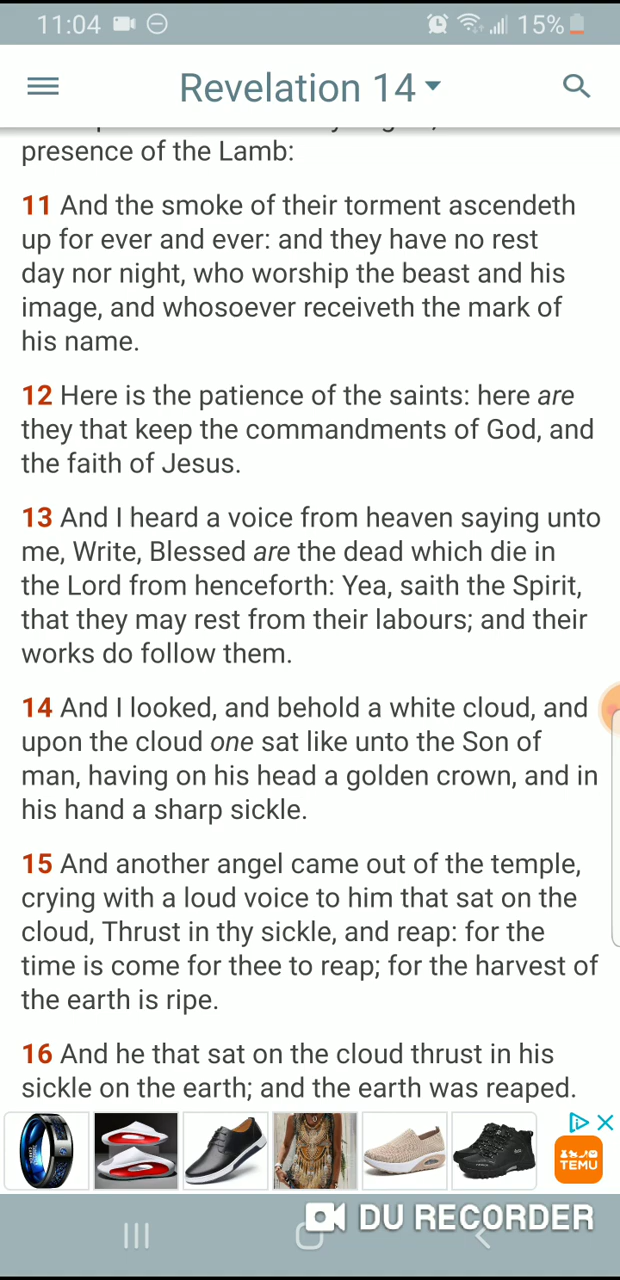 11:04 15%
Revelation 14
presence of the Lamb:
11 And the smoke of their torment ascendeth
up for ever and ever: and they have no rest
day nor night, who worship the beast and his
image, and whosoever receiveth the mark of
his name.
12 Here is the patience of the saints: here are
they that keep the commandments of God, and
the faith of Jesus.
13 And I heard a voice from heaven saying unto
me, Write, Blessed are the dead which die in
the Lord from henceforth: Yea, saith the Spirit,
that they may rest from their labours; and their
works do follow them.
14 And I looked, and behold a white cloud, and
upon the cloud one sat like unto the Son of
man, having on his head a golden crown, and in
his hand a sharp sickle.
15 And another angel came out of the temple,
crying with a loud voice to him that sat on the
cloud, Thrust in thy sickle, and reap: for the
time is come for thee to reap; for the harvest of
the earth is ripe.
16 And he that sat on the cloud thrust in his
sickle on the earth; and the earth was reaped.
TEMU
DU RECORDER